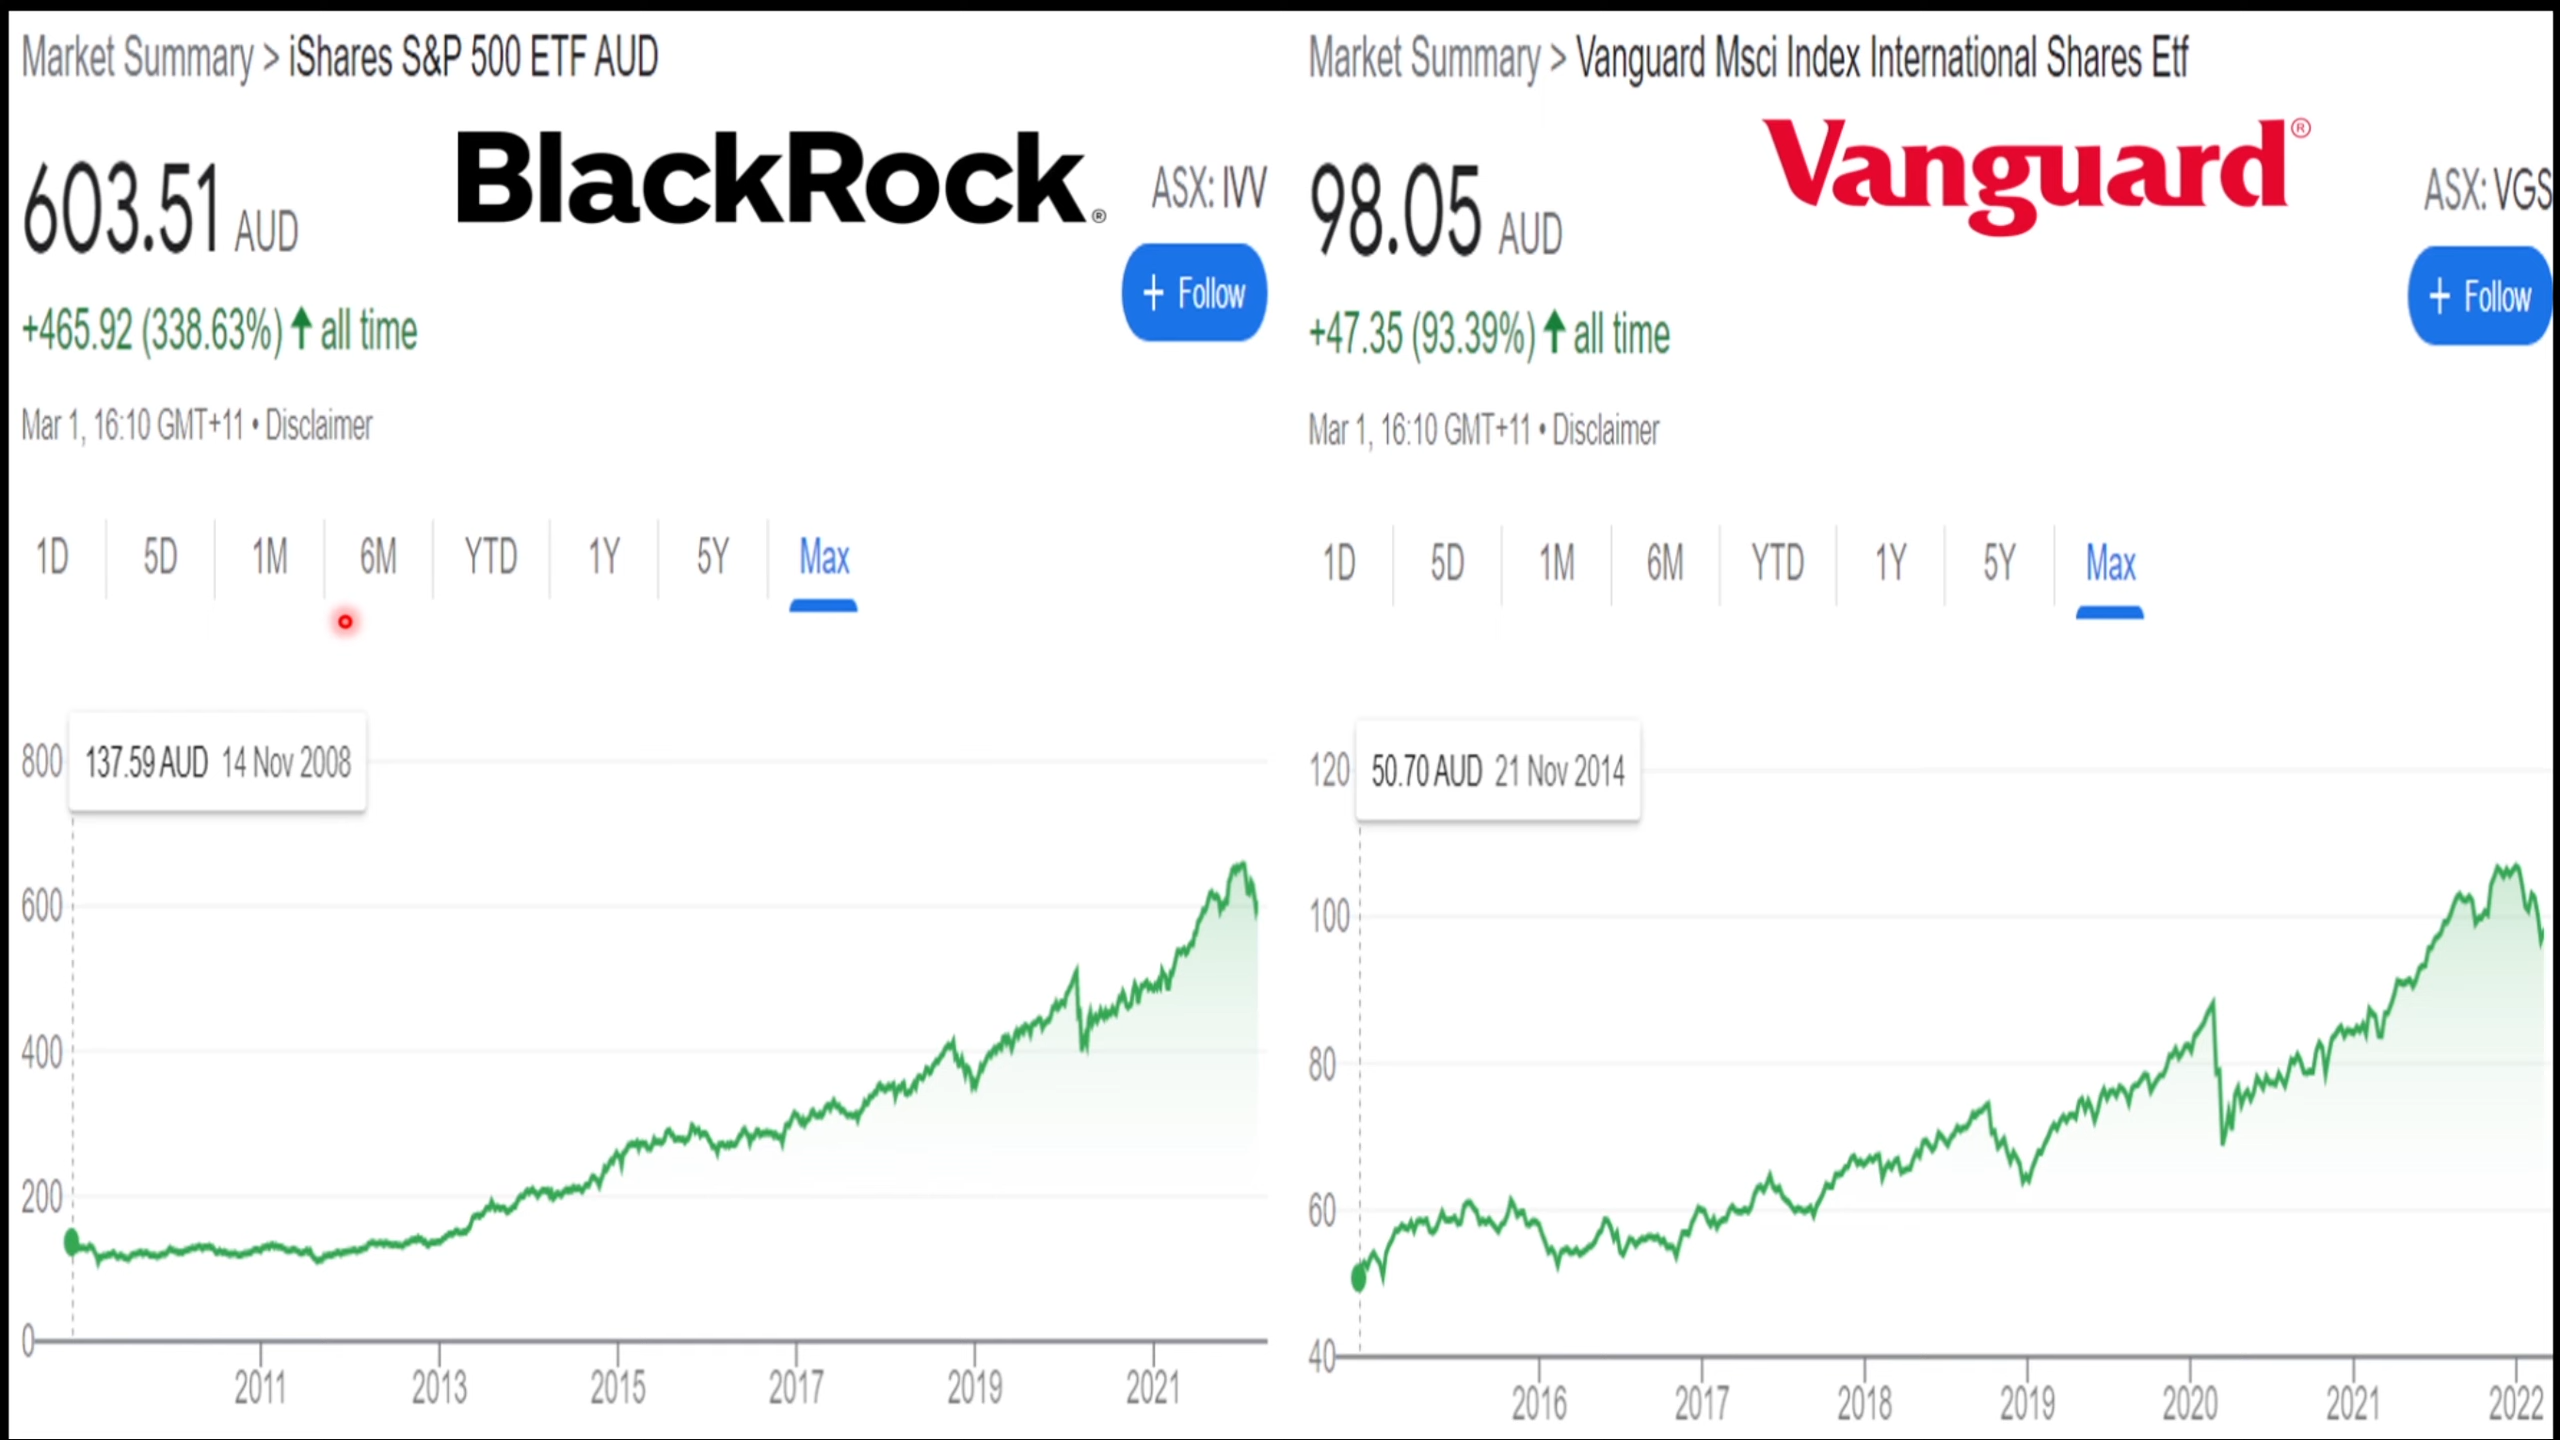 Market Summary > iShares S&P 500 ETF AUD
BlackRock®
603.51 AUD
ASX: IVV
+ Follow
+465.92 (338.63%) ↑ all time
Mar 1, 16:10 GMT+11 • Disclaimer
1D 5D 1M 6M YTD 1Y 5Y Max
137.59 AUD 14 Nov 2008
800
600
400
200
0
2011 2013 2015 2017 2019 2021
Market Summary > Vanguard Msci Index International Shares Etf
Vanguard®
98.05 AUD
ASX: VGS
+ Follow
+47.35 (93.39%) ↑ all time
Mar 1, 16:10 GMT+11 • Disclaimer
1D 5D 1M 6M YTD 1Y 5Y Max
50.70 AUD 21 Nov 2014
120
100
80
60
40
2016 2017 2018 2019 2020 2021 2022